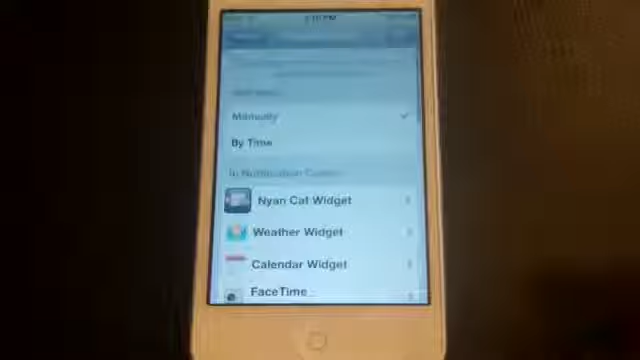 Manually
By Time
In Notification Center
Nyan Cat Widget
Weather Widget
Calendar Widget
FaceTime